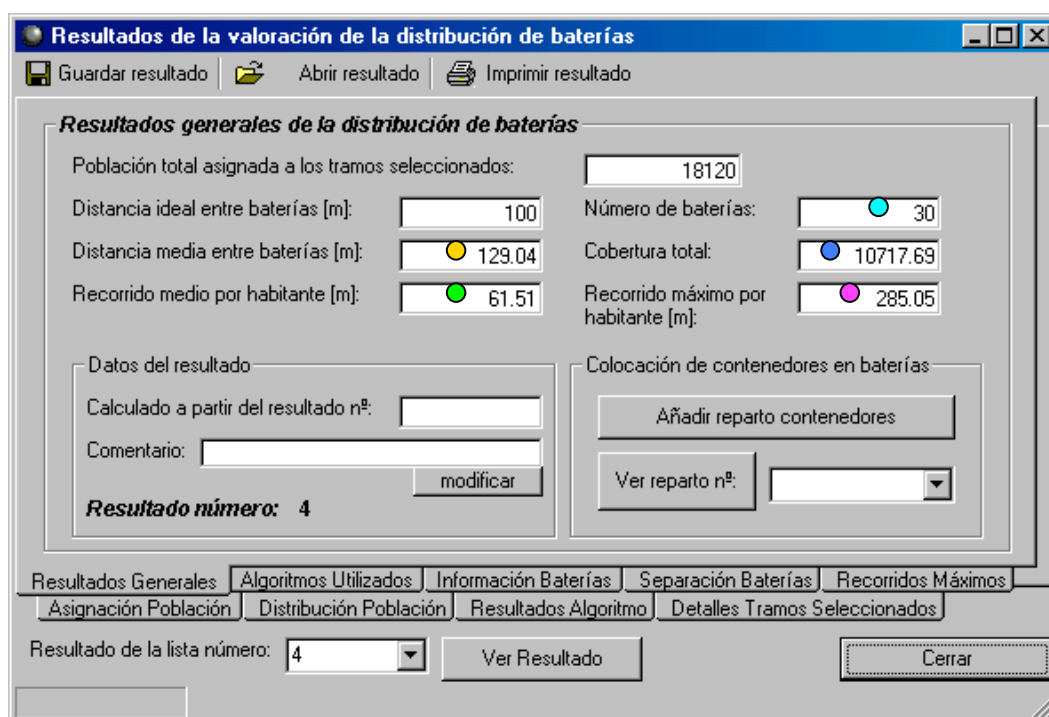 Resultados de la valoración de la distribución de baterías
Guardar resultado Abrir resultado Imprimir resultado
Resultados generales de la distribución de baterías
Población total asignada a los tramos seleccionados: 18120
Distancia ideal entre baterías [m]: 100 Número de baterías: 30
Distancia media entre baterías [m]: 129.04 Cobertura total: 10717.69
Recorrido medio por habitante [m]: 61.51 Recorrido máximo por habitante [m]: 285.05
Datos del resultado
Calculado a partir del resultado nº:
Comentario:
modificar
Resultado número: 4
Colocación de contenedores en baterías
Añadir reparto contenedores
Ver reparto nº:
Resultados Generales Algoritmos Utilizados Información Baterías Separación Baterías Recorridos Máximos
Asignación Población Distribución Población Resultados Algoritmo Detalles Tramos Seleccionados
Resultado de la lista número: 4 Ver Resultado Cerrar